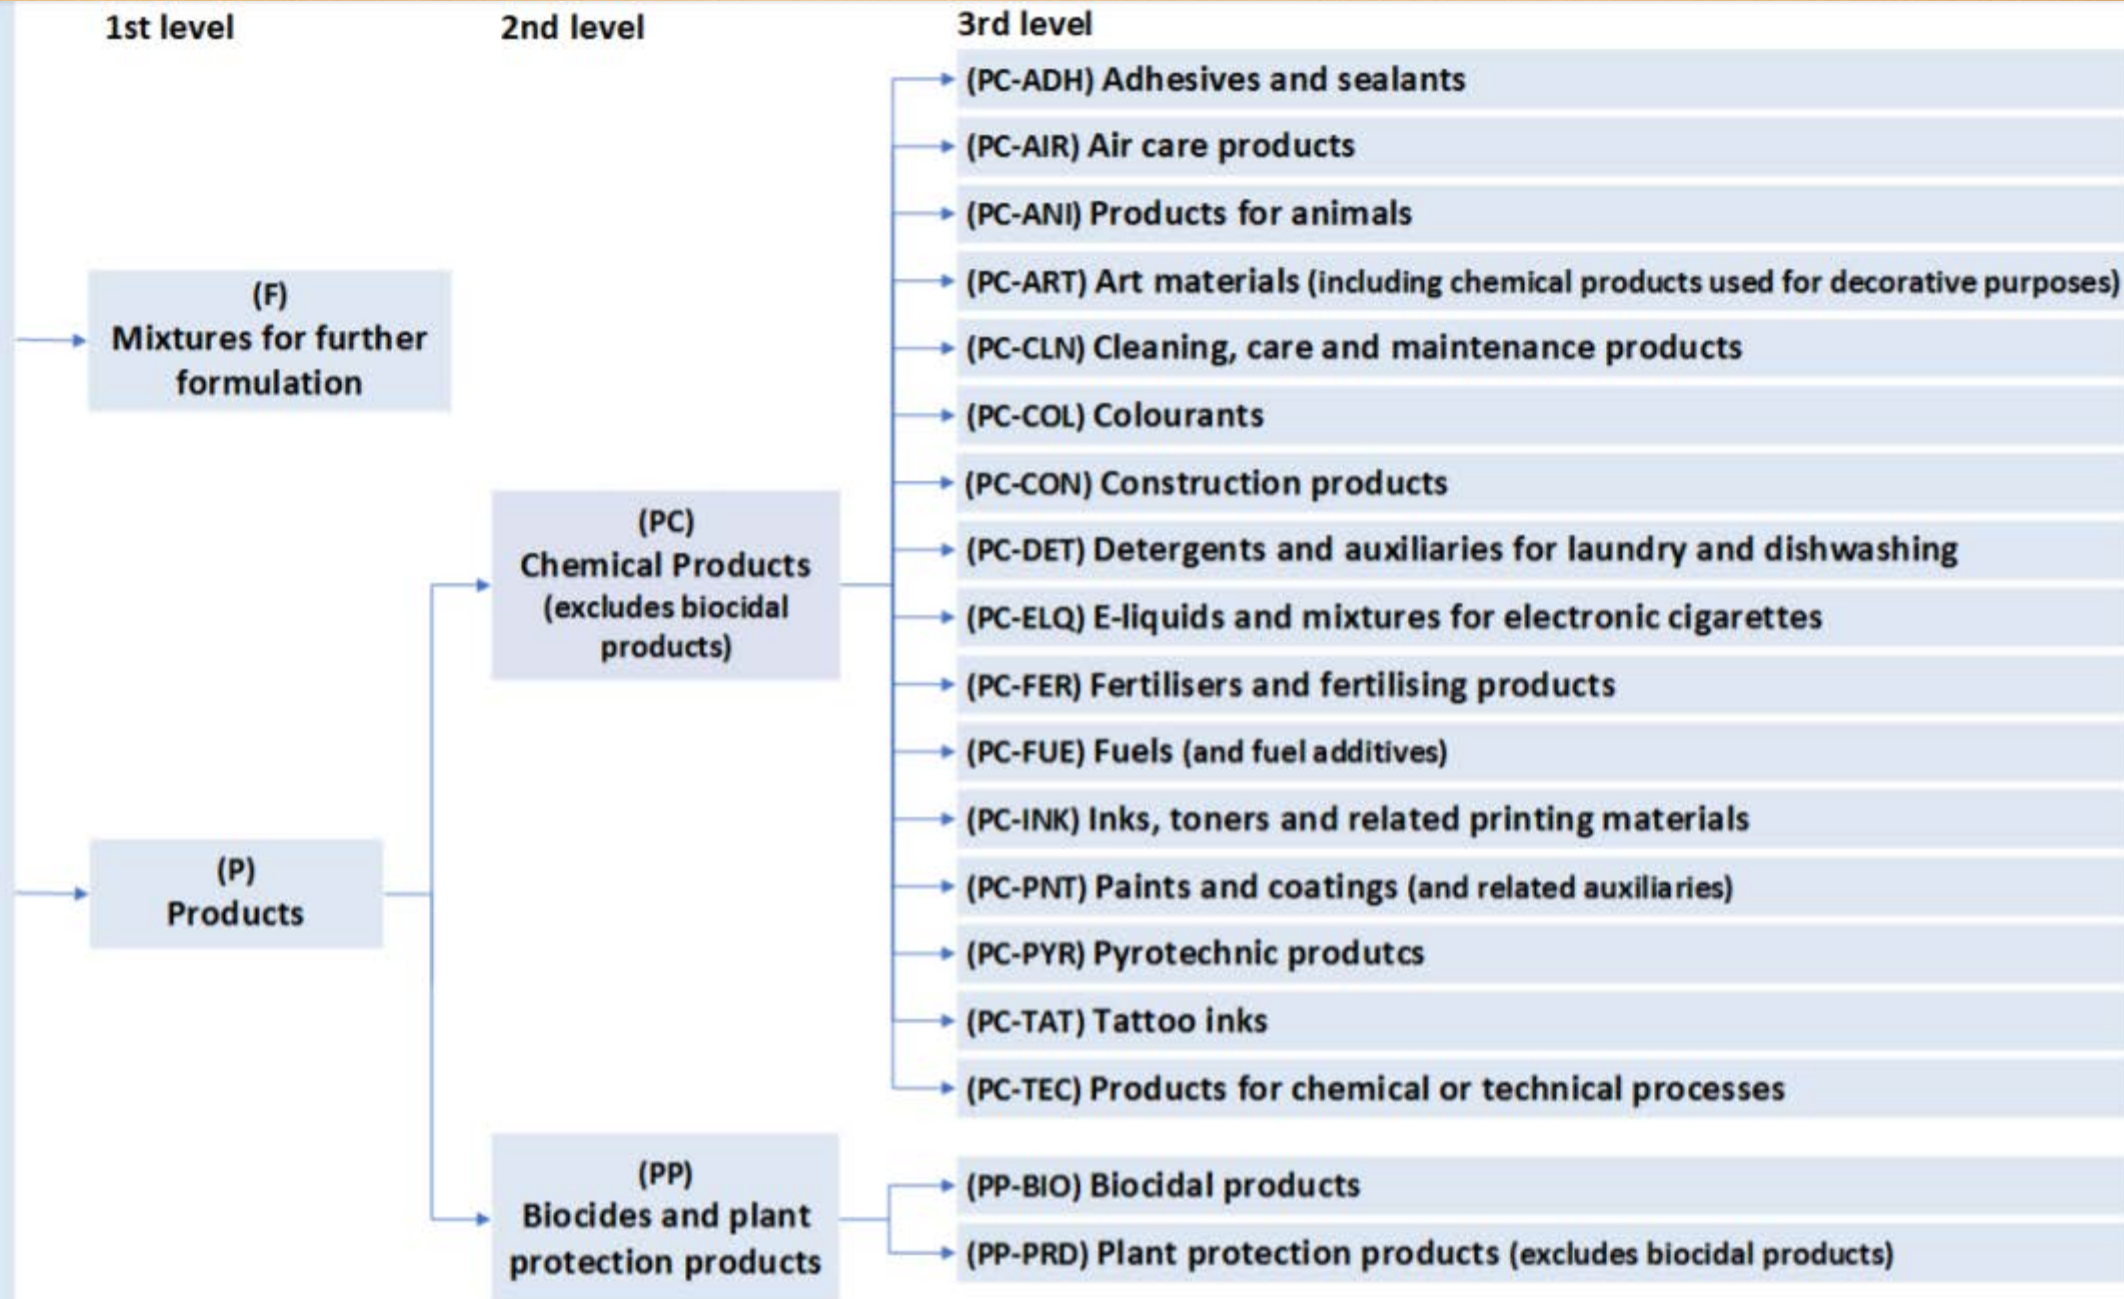 1st level
2nd level
3rd level
(F)
Mixtures for further
formulation
(P)
Products
(PC)
Chemical Products
(excludes biocidal
products)
(PP)
Biocides and plant
protection products
(PC-ADH) Adhesives and sealants
(PC-AIR) Air care products
(PC-ANI) Products for animals
(PC-ART) Art materials (including chemical products used for decorative purposes)
(PC-CLN) Cleaning, care and maintenance products
(PC-COL) Colourants
(PC-CON) Construction products
(PC-DET) Detergents and auxiliaries for laundry and dishwashing
(PC-ELQ) E-liquids and mixtures for electronic cigarettes
(PC-FER) Fertilisers and fertilising products
(PC-FUE) Fuels (and fuel additives)
(PC-INK) Inks, toners and related printing materials
(PC-PNT) Paints and coatings (and related auxiliaries)
(PC-PYR) Pyrotechnic produtcs
(PC-TAT) Tattoo inks
(PC-TEC) Products for chemical or technical processes
(PP-BIO) Biocidal products
(PP-PRD) Plant protection products (excludes biocidal products)